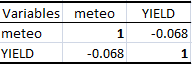 Variables meteo YIELD
meteo 1 -0.068
YIELD -0.068 1